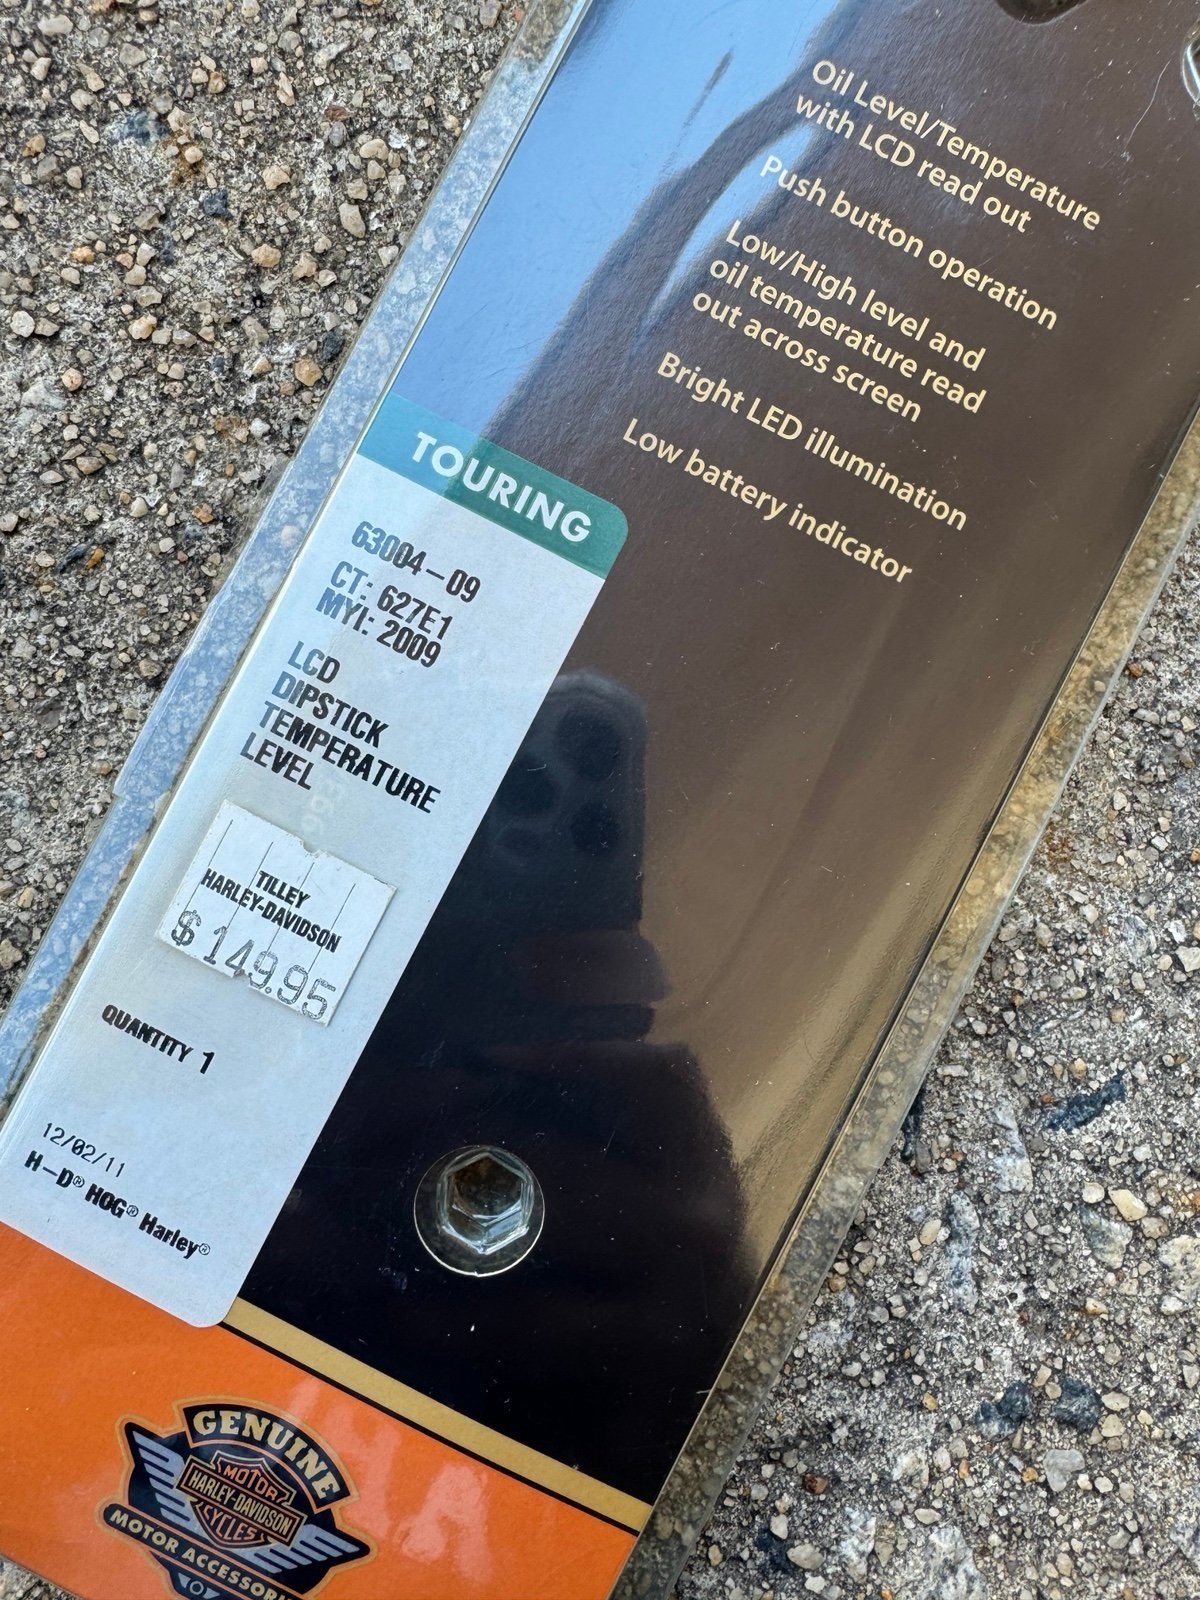 Oil Level/Temperature
with LCD read out
Push button operation
Low/High level and
oil temperature read
out across screen
Bright LED illumination
Low battery indicator
TOURING
63004-09
CT: 627E1
MYI: 2009
LCD
DIPSTICK
TEMPERATURE
LEVEL
TILLEY
HARLEY-DAVIDSON
$149.95
QUANTITY 1
12/02/11
H-D® HOG® Harley®
GENUINE
MOTOR
HARLEY-DAVIDSON
CYCLES
MOTOR